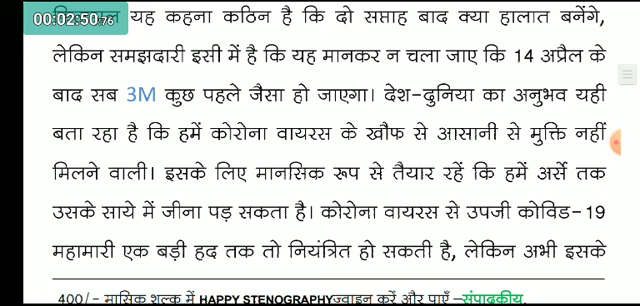 00:02:50:76 यह कहना कठिन है कि दो सप्ताह बाद क्या हालात बनेंगे,
लेकिन समझदारी इसी में है कि यह मानकर न चला जाए कि 14 अप्रैल के
बाद सब 3M कुछ पहले जैसा हो जाएगा। देश-दुनिया का अनुभव यही
बता रहा है कि हमें कोरोना वायरस के खौफ से आसानी से मुक्ति नहीं
मिलने वाली। इसके लिए मानसिक रूप से तैयार रहें कि हमें अर्से तक
उसके साये में जीना पड़ सकता है। कोरोना वायरस से उपजी कोविड-19
महामारी एक बड़ी हद तक तो नियंत्रित हो सकती है, लेकिन अभी इसके
400/- मासिक शुल्क में HAPPY STENOGRAPHYज्वाइन करें और पाएँ –संपादकीय,